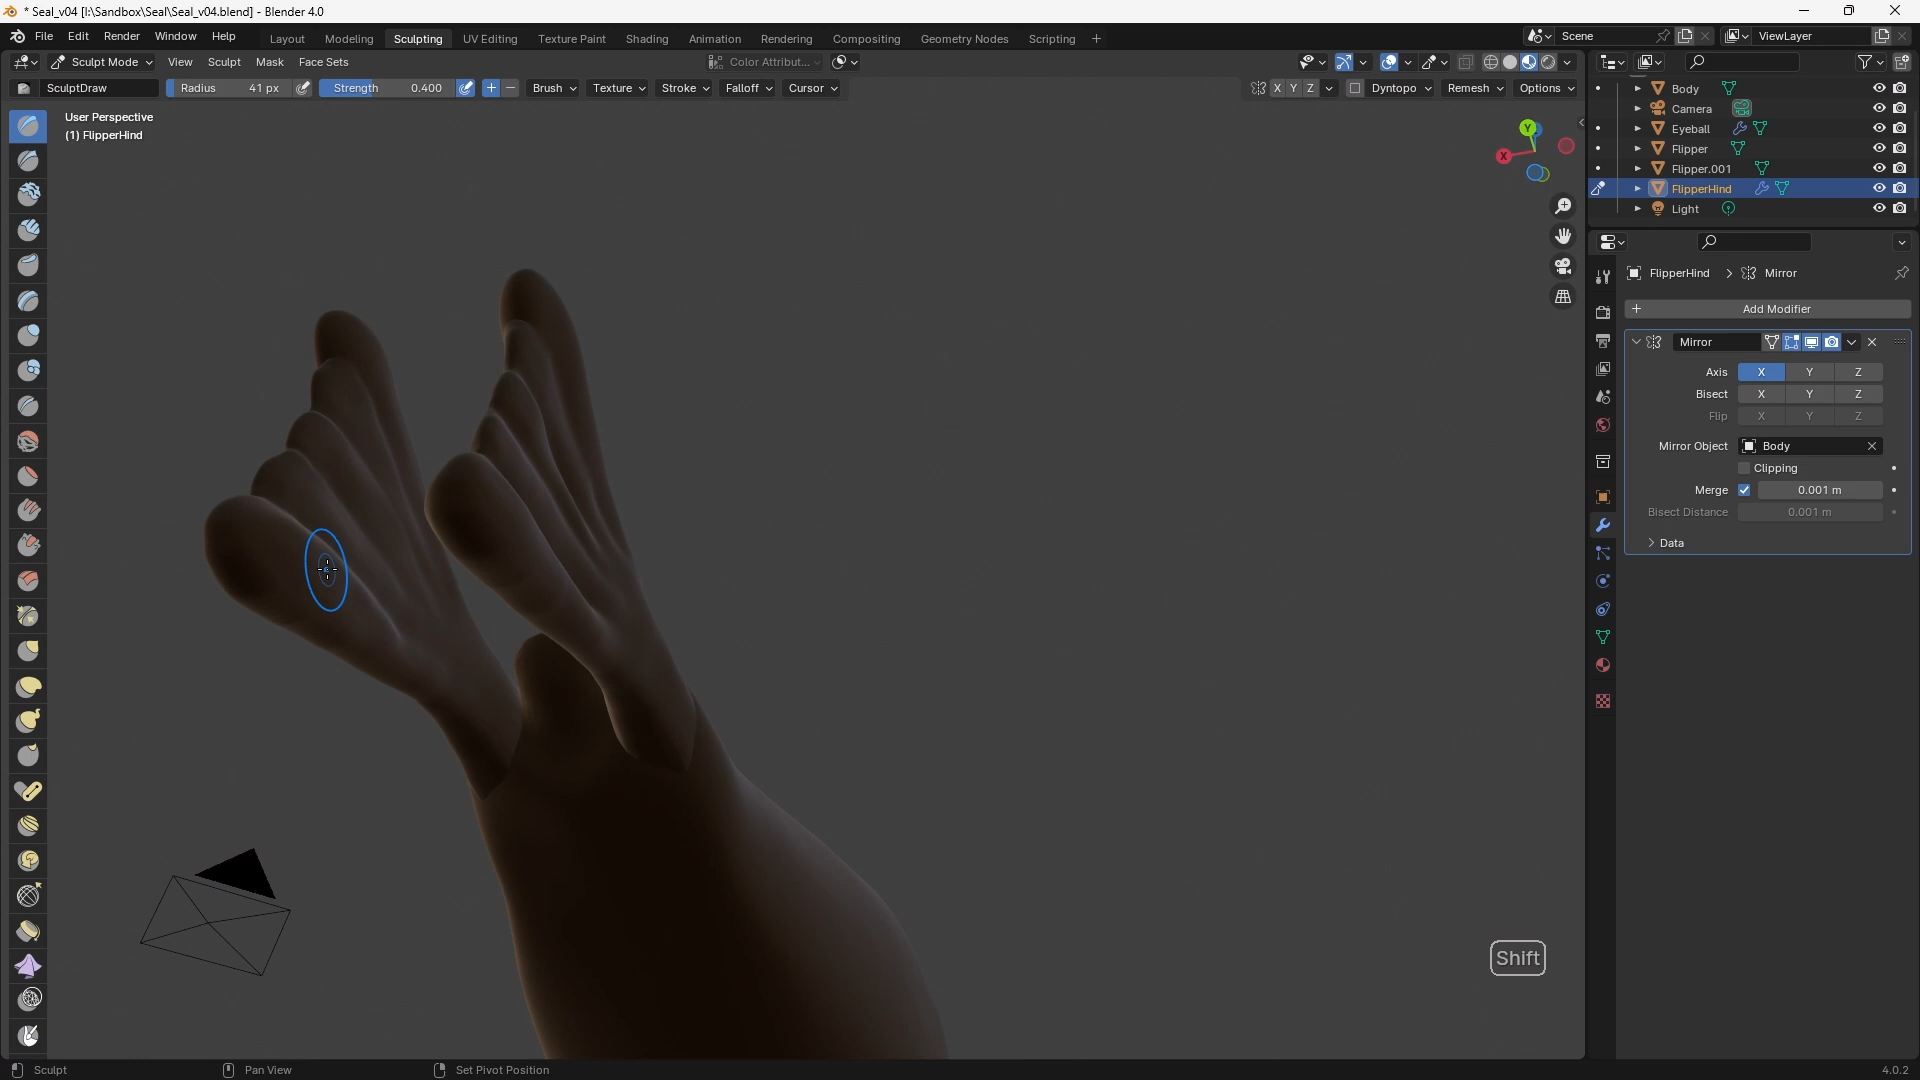 * Seal_v04 [I:\Sandbox\Seal\Seal_v04.blend] - Blender 4.0
File Edit Render Window Help Layout Modeling Sculpting UV Editing Texture Paint Shading Animation Rendering Compositing Geometry Nodes Scripting + Scene ViewLayer
Sculpt Mode View Sculpt Mask Face Sets Color Attribut...
SculptDraw Radius 41 px Strength 0.400 Brush Texture Stroke Falloff Cursor X Y Z Dyntopo Remesh Options
User Perspective
(1) FlipperHind
Y
X
Body
Camera
Eyeball
Flipper
Flipper.001
FlipperHind
Light
FlipperHind > Mirror
+ Add Modifier
Mirror
Axis X Y Z
Bisect X Y Z
Flip X Y Z
Mirror Object Body
Clipping
Merge 0.001 m
Bisect Distance 0.001 m
> Data
Shift
Sculpt Pan View Set Pivot Position 4.0.2